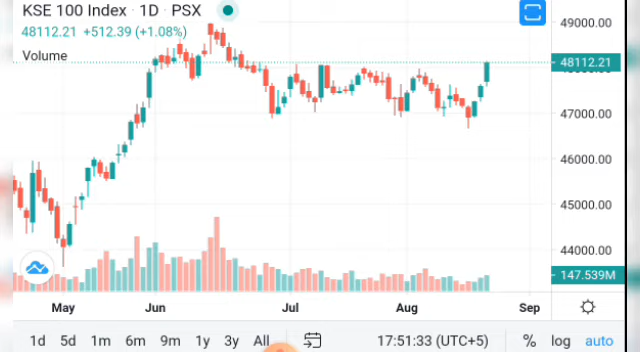 KSE 100 Index · 1D · PSX
48112.21 +512.39 (+1.08%)
Volume
49000.00
48112.21
47000.00
46000.00
45000.00
44000.00
147.539M
May Jun Jul Aug Sep
1d 5d 1m 6m 9m 1y 3y All 17:51:33 (UTC+5) % log auto